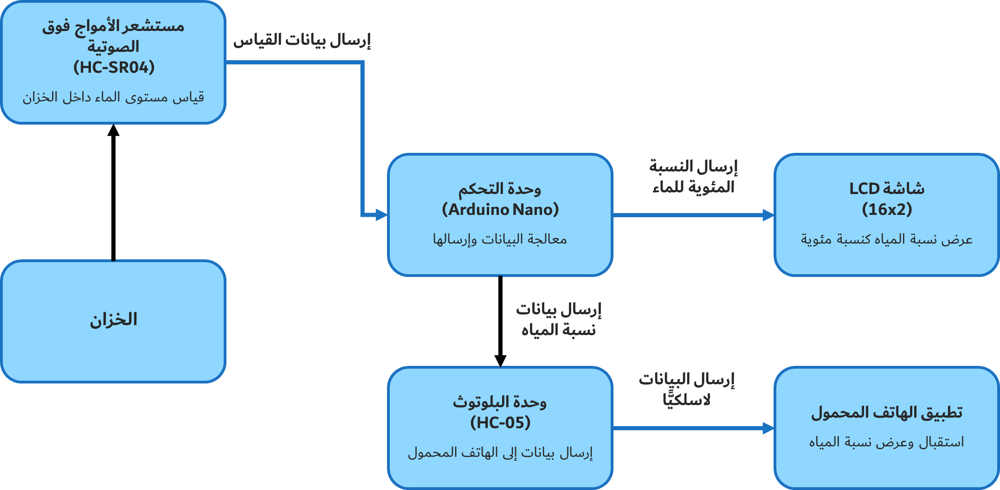 مستشعر الأمواج فوق
الصوتية
(HC-SR04)
قياس مستوى الماء داخل الخزان
إرسال بيانات القياس
الخزان
وحدة التحكم
(Arduino Nano)
معالجة البيانات وإرسالها
إرسال النسبة
المئوية للماء
شاشة LCD
(16x2)
عرض نسبة المياه كنسبة مئوية
إرسال بيانات
نسبة المياه
وحدة البلوتوث
(HC-05)
إرسال بيانات إلى الهاتف المحمول
إرسال البيانات
لاسلكيًّا
تطبيق الهاتف المحمول
استقبال وعرض نسبة المياه